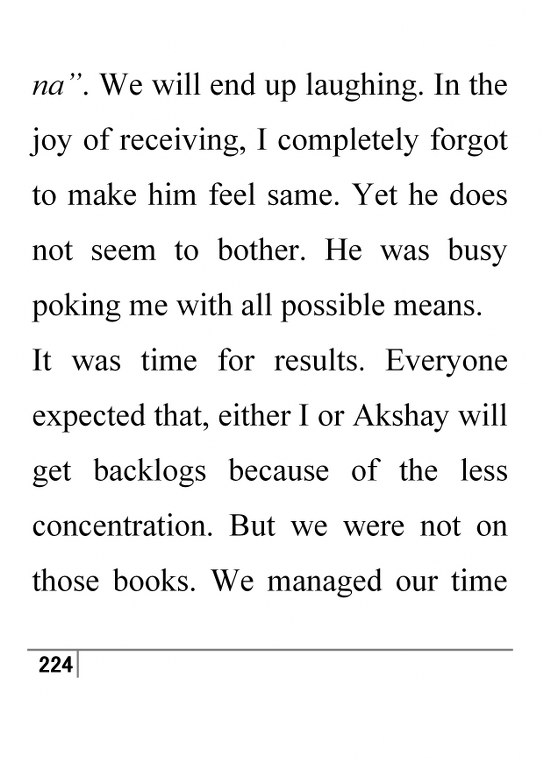 na”. We will end up laughing. In the
joy of receiving, I completely forgot
to make him feel same. Yet he does
not seem to bother. He was busy
poking me with all possible means.
It was time for results. Everyone
expected that, either I or Akshay will
get backlogs because of the less
concentration. But we were not on
those books. We managed our time
224